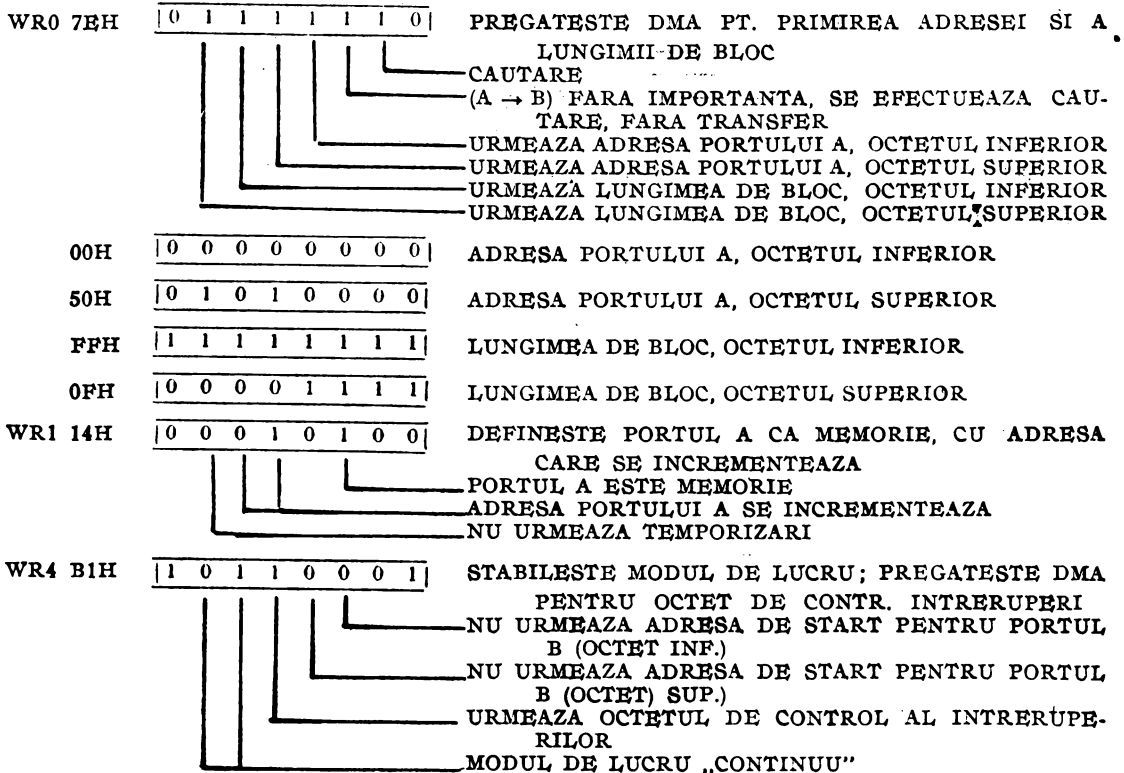 WR0 7EH |0 1 1 1 1 1 1 0| PREGATESTE DMA PT. PRIMIREA ADRESEI SI A
LUNGIMII DE BLOC
CAUTARE
(A → B) FARA IMPORTANTA, SE EFECTUEAZA CAU-
TARE, FARA TRANSFER
URMEAZA ADRESA PORTULUI A, OCTETUL INFERIOR
URMEAZA ADRESA PORTULUI A, OCTETUL SUPERIOR
URMEAZA LUNGIMEA DE BLOC, OCTETUL INFERIOR
URMEAZA LUNGIMEA DE BLOC, OCTETUL SUPERIOR
00H |0 0 0 0 0 0 0 0| ADRESA PORTULUI A, OCTETUL INFERIOR
50H |0 1 0 1 0 0 0 0| ADRESA PORTULUI A, OCTETUL SUPERIOR
FFH |1 1 1 1 1 1 1 1| LUNGIMEA DE BLOC, OCTETUL INFERIOR
0FH |0 0 0 0 1 1 1 1| LUNGIMEA DE BLOC, OCTETUL SUPERIOR
WR1 14H |0 0 0 1 0 1 0 0| DEFINESTE PORTUL A CA MEMORIE, CU ADRESA
CARE SE INCREMENTEAZA
PORTUL A ESTE MEMORIE
ADRESA PORTULUI A SE INCREMENTEAZA
NU URMEAZA TEMPORIZARI
WR4 B1H |1 0 1 1 0 0 0 1| STABILESTE MODUL DE LUCRU; PREGATESTE DMA
PENTRU OCTET DE CONTR. INTRERUPERI
NU URMEAZA ADRESA DE START PENTRU PORTUL
B (OCTET INF.)
NU URMEAZA ADRESA DE START PENTRU PORTUL
B (OCTET) SUP.)
URMEAZA OCTETUL DE CONTROL AL INTRERUPE-
RILOR
MODUL DE LUCRU „CONTINUU”